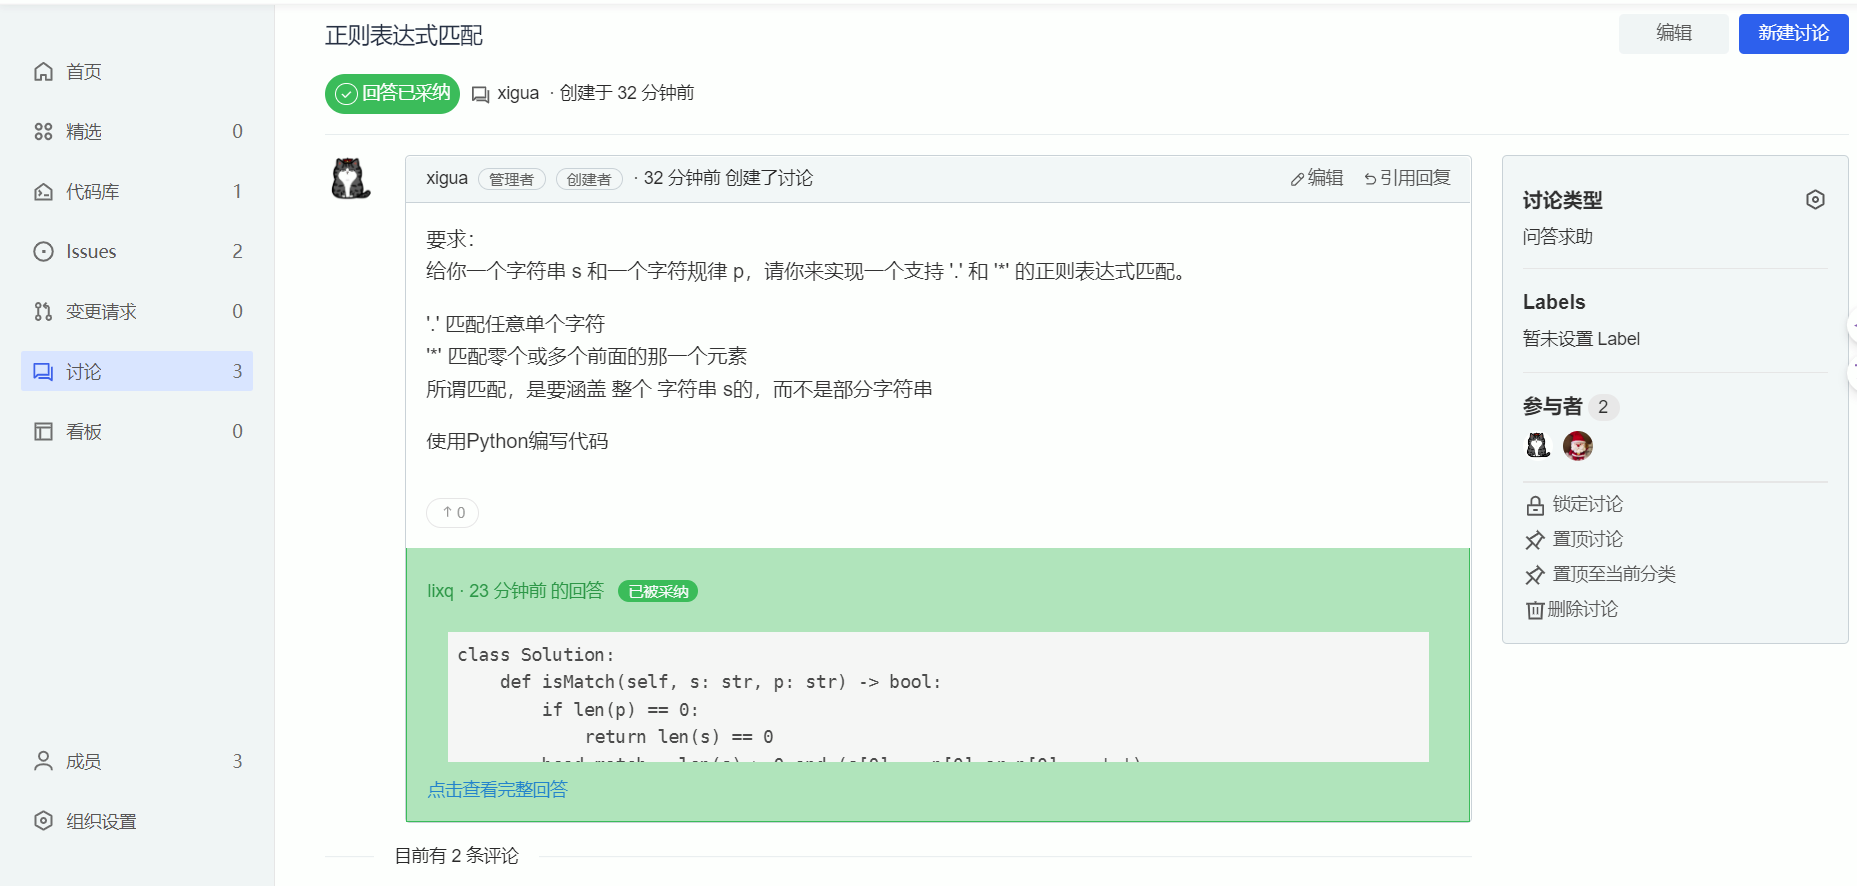 首页
精选 0
代码库 1
Issues 2
变更请求 0
讨论 3
看板 0
成员 3
组织设置
正则表达式匹配
编辑
新建讨论
回答已采纳 xigua · 创建于 32 分钟前
xigua 管理者 创建者 · 32 分钟前 创建了讨论
编辑 引用回复
要求：
给你一个字符串 s 和一个字符规律 p，请你来实现一个支持 '.' 和 '*' 的正则表达式匹配。
'.' 匹配任意单个字符
'*' 匹配零个或多个前面的那一个元素
所谓匹配，是要涵盖 整个 字符串 s的，而不是部分字符串
使用Python编写代码
↑ 0
lixq · 23 分钟前 的回答 已被采纳
class Solution:
    def isMatch(self, s: str, p: str) -> bool:
        if len(p) == 0:
            return len(s) == 0
点击查看完整回答
目前有 2 条评论
讨论类型
问答求助
Labels
暂未设置 Label
参与者 2
锁定讨论
置顶讨论
置顶至当前分类
删除讨论